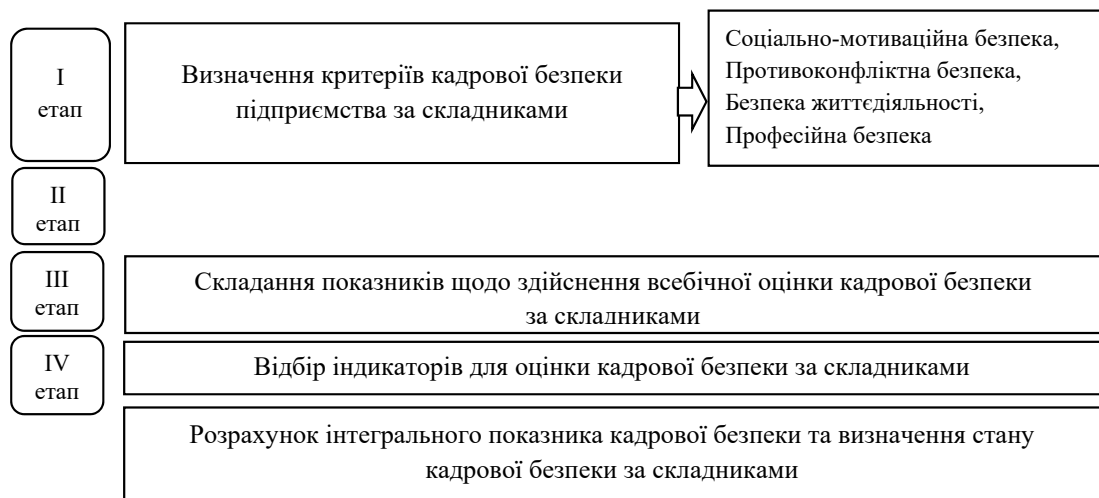 I
етап
Визначення критеріїв кадрової безпеки
підприємства за складниками
Соціально-мотиваційна безпека,
Противоконфліктна безпека,
Безпека життєдіяльності,
Професійна безпека
II
етап
III
етап
Складання показників щодо здійснення всебічної оцінки кадрової безпеки
за складниками
IV
етап
Відбір індикаторів для оцінки кадрової безпеки за складниками
Розрахунок інтегрального показника кадрової безпеки та визначення стану
кадрової безпеки за складниками